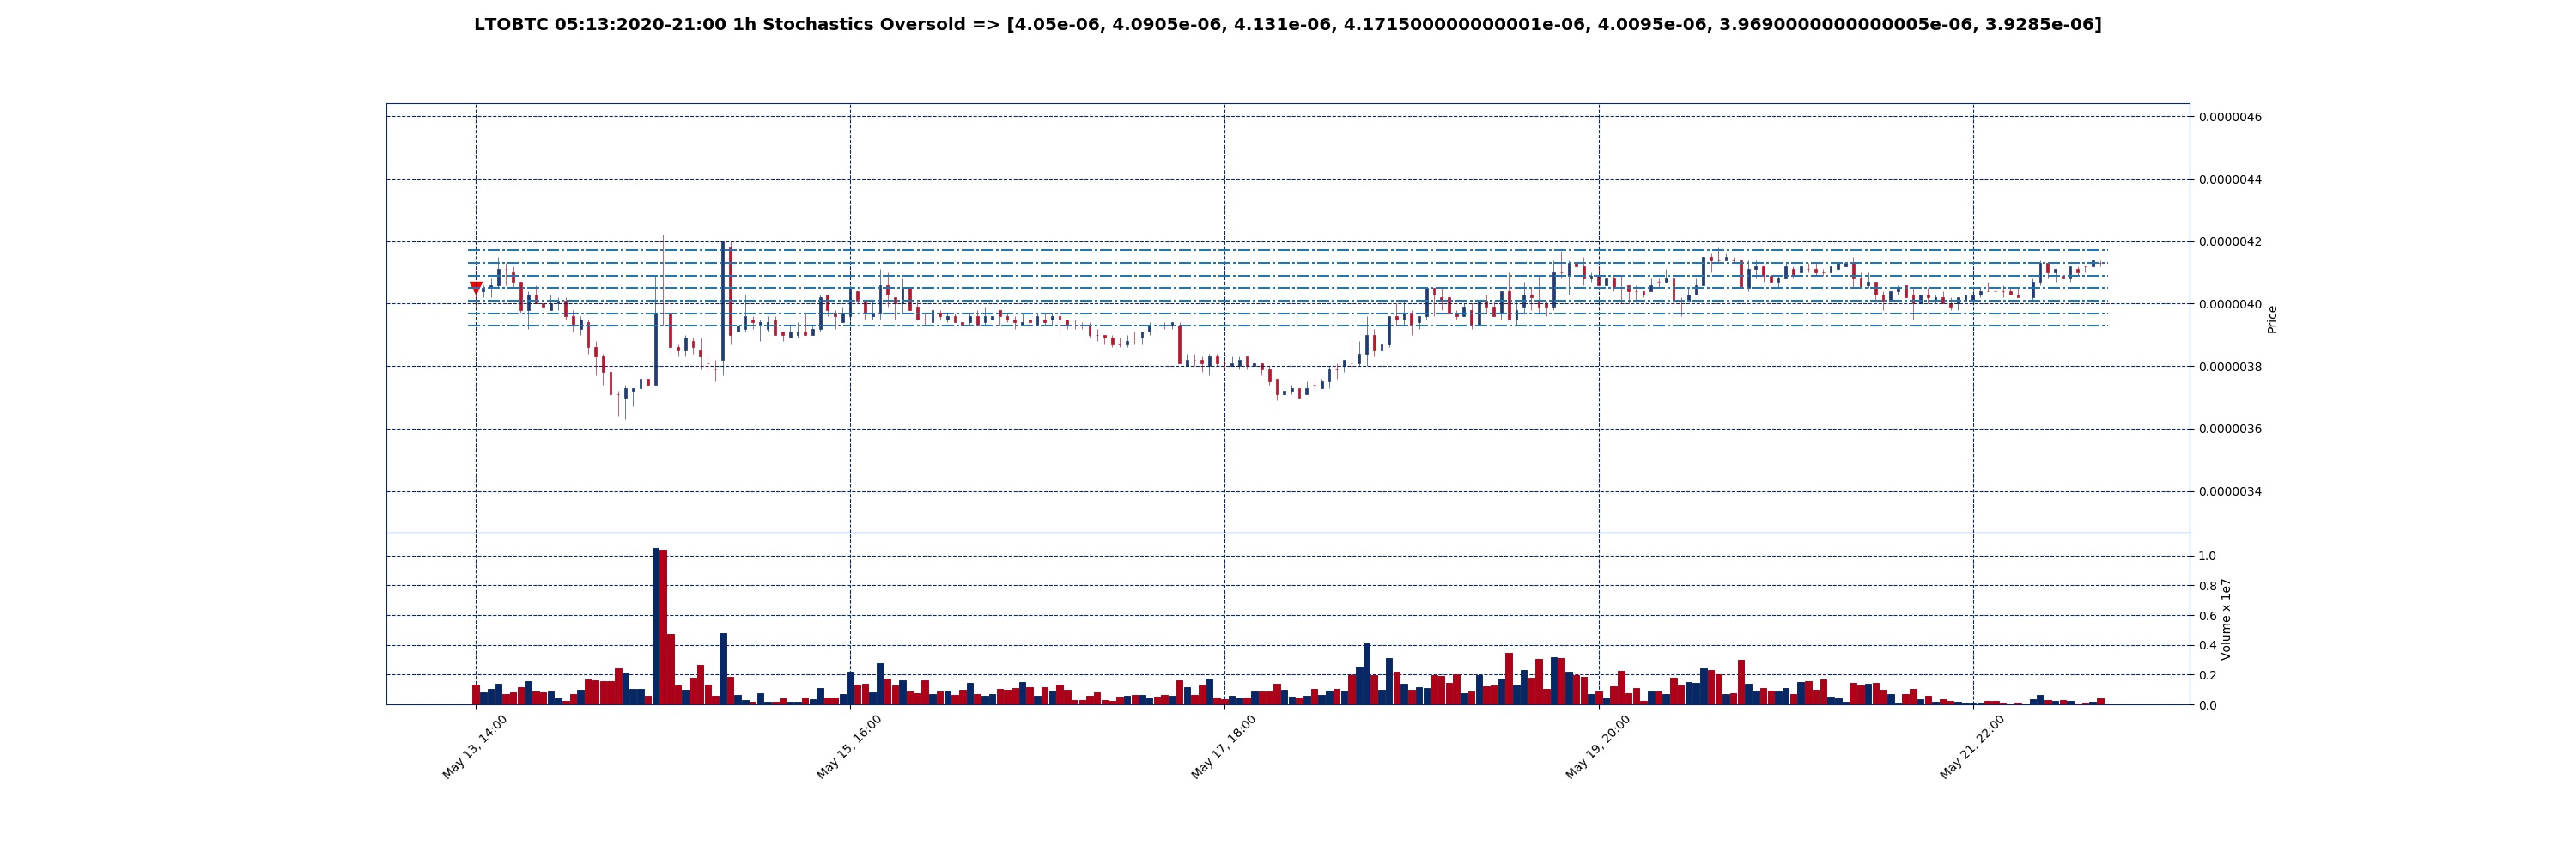 LTOBTC 05:13:2020-21:00 1h Stochastics Oversold => [4.05e-06, 4.0905e-06, 4.131e-06, 4.171500000000001e-06, 4.0095e-06, 3.9690000000000005e-06, 3.9285e-06]
0.0000046
0.0000044
0.0000042
0.0000040
0.0000038
0.0000036
0.0000034
Price
1.0
0.8
0.6
0.4
0.2
0.0
Volume x 1e7
May 13, 14:00
May 15, 16:00
May 17, 18:00
May 19, 20:00
May 21, 22:00